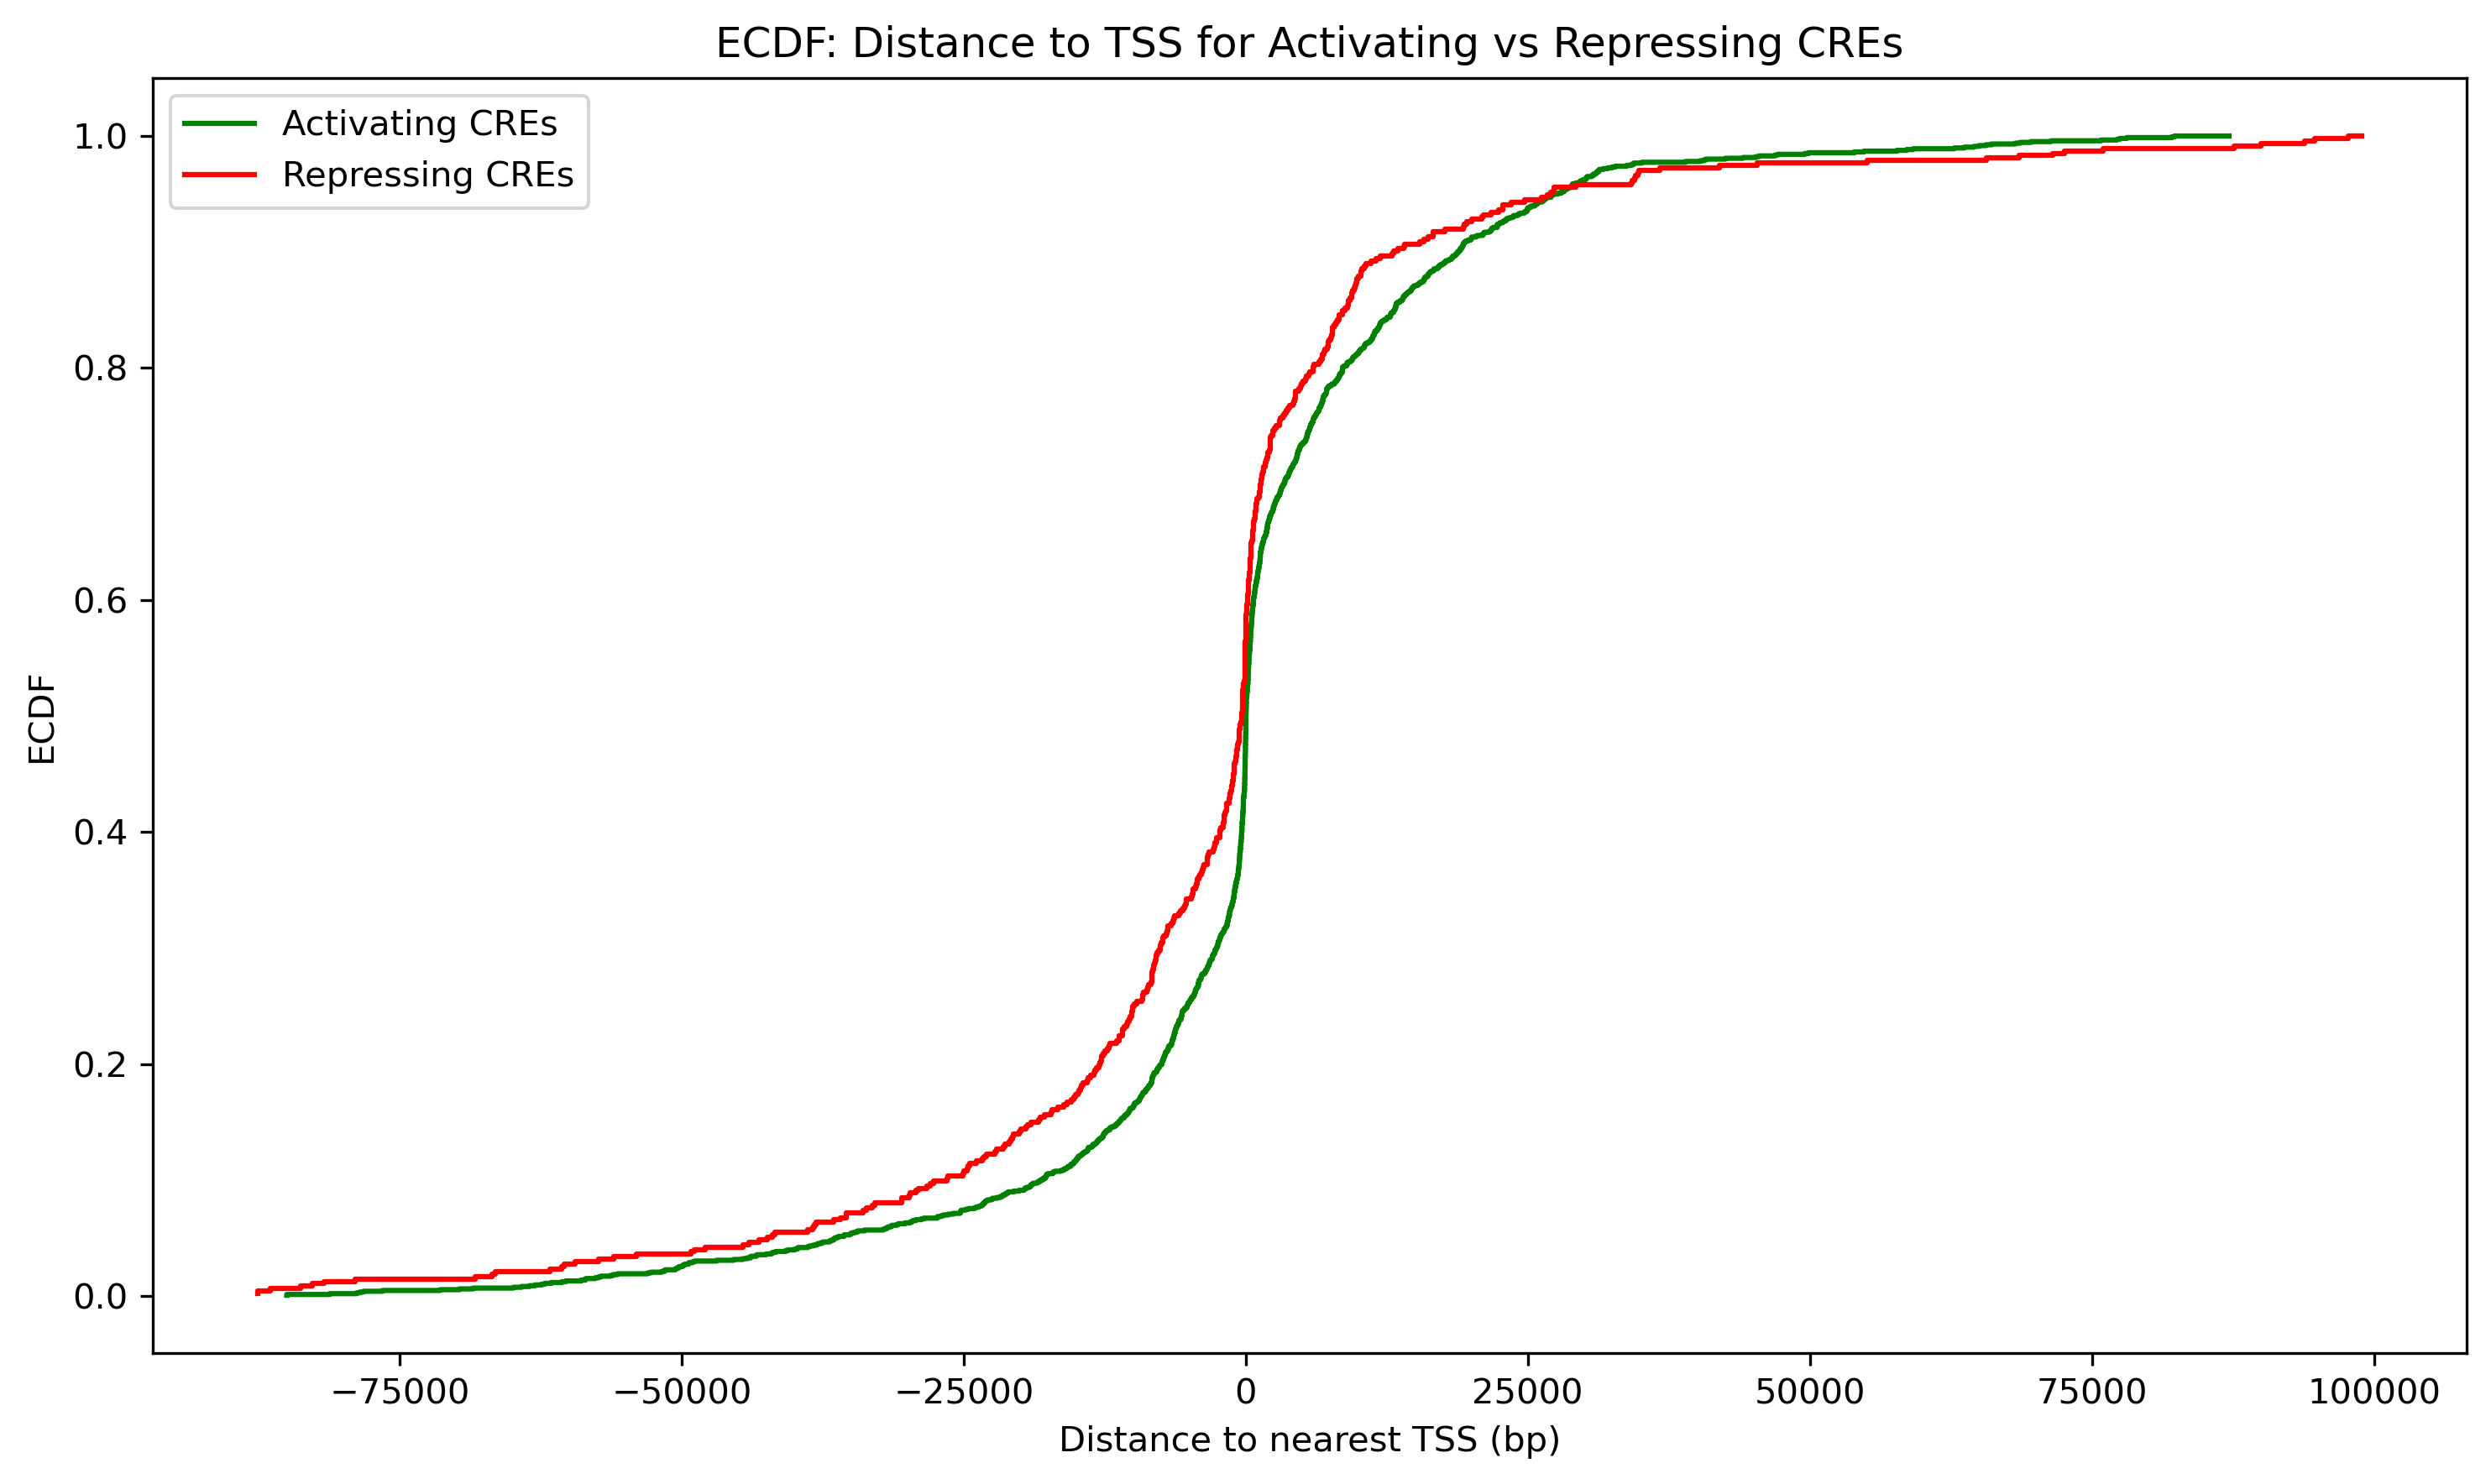 ECDF: Distance to TSS for Activating vs Repressing CREs
Activating CREs
Repressing CREs
1.0
0.8
0.6
0.4
0.2
0.0
ECDF
−75000 −50000 −25000 0 25000 50000 75000 100000
Distance to nearest TSS (bp)